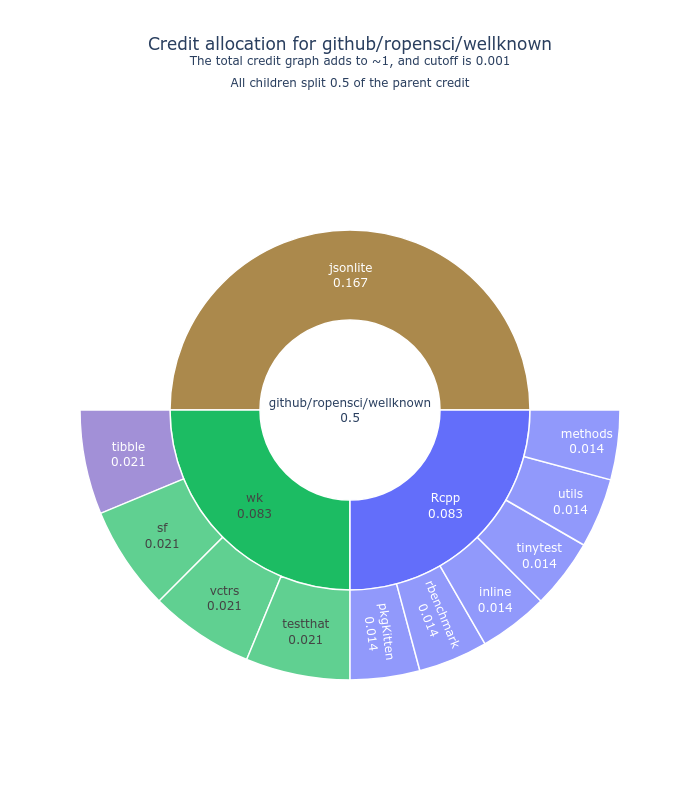 Credit allocation for github/ropensci/wellknown
The total credit graph adds to ~1, and cutoff is 0.001
All children split 0.5 of the parent credit
jsonlite
0.167
github/ropensci/wellknown
0.5
wk
0.083
Rcpp
0.083
tibble
0.021
sf
0.021
vctrs
0.021
testthat
0.021
pkgKitten
0.014
rbenchmark
0.014
inline
0.014
tinytest
0.014
utils
0.014
methods
0.014